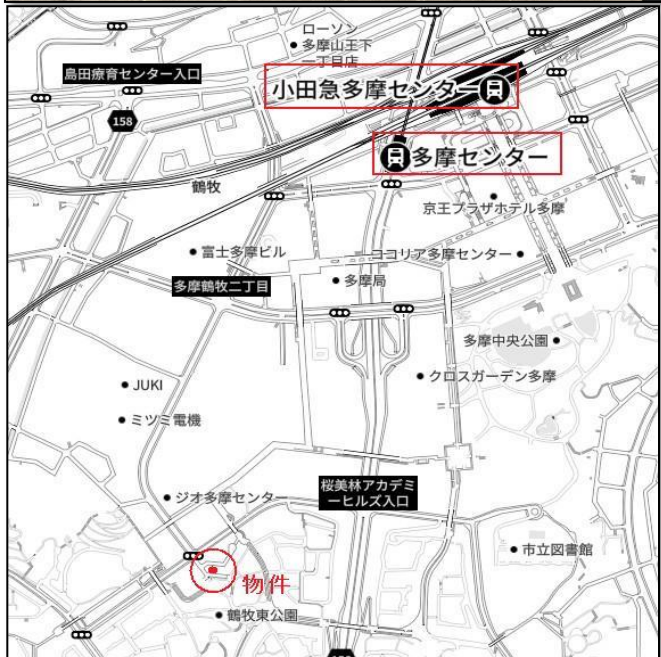 ローソン
多摩山王下
一丁目店
島田療育センター入口
小田急多摩センター
158
多摩センター
鶴牧
京王プラザホテル多摩
富士多摩ビル
ココリア多摩センター
多摩鶴牧二丁目
多摩局
多摩中央公園
クロスガーデン多摩
JUKI
ミツミ電機
桜美林アカデミ
ーヒルズ入口
ジオ多摩センター
市立図書館
物件
鶴牧東公園